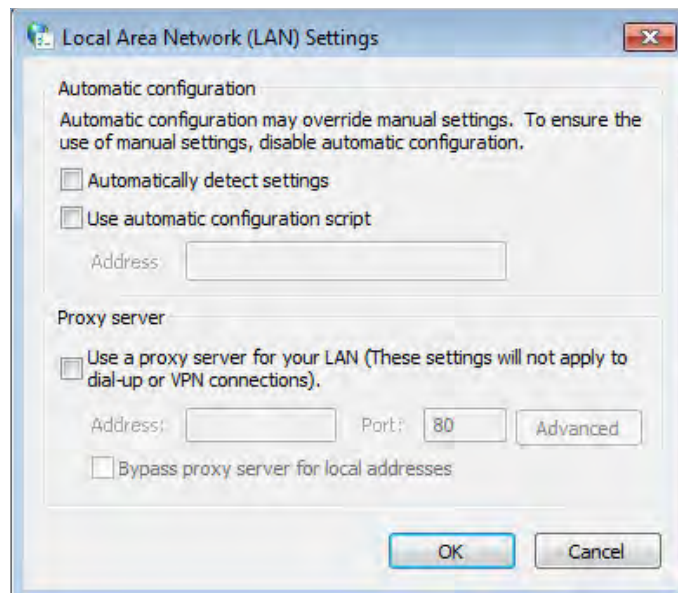 Local Area Network (LAN) Settings
Automatic configuration
Automatic configuration may override manual settings. To ensure the
use of manual settings, disable automatic configuration.
Automatically detect settings
Use automatic configuration script
Address
Proxy server
Use a proxy server for your LAN (These settings will not apply to
dial-up or VPN connections).
Address: Port: 80 Advanced
Bypass proxy server for local addresses
OK Cancel